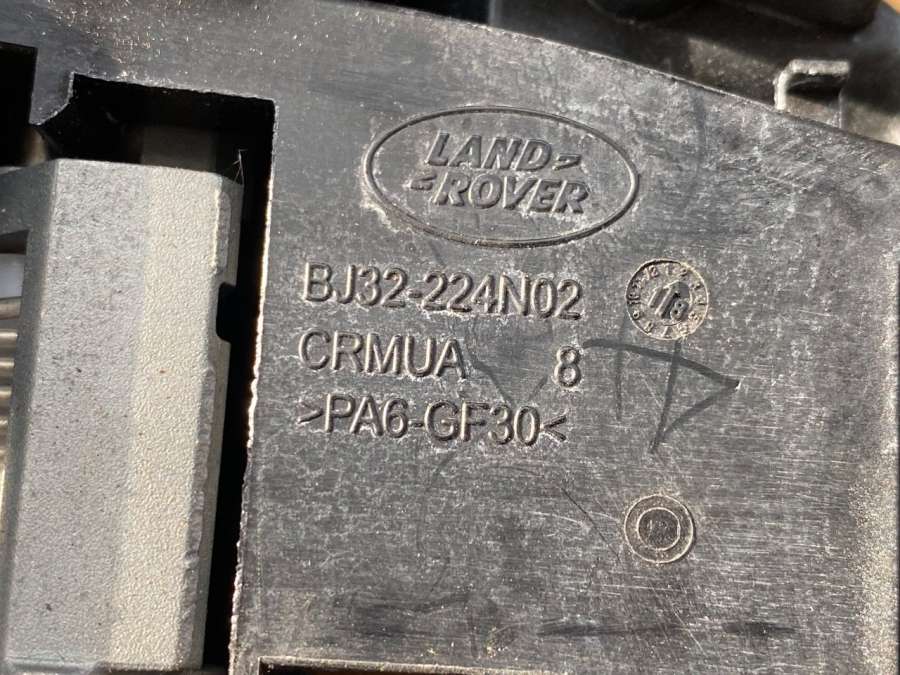 LAND
ROVER
BJ32-224N02
CRMUA 8
>PA6-GF30<